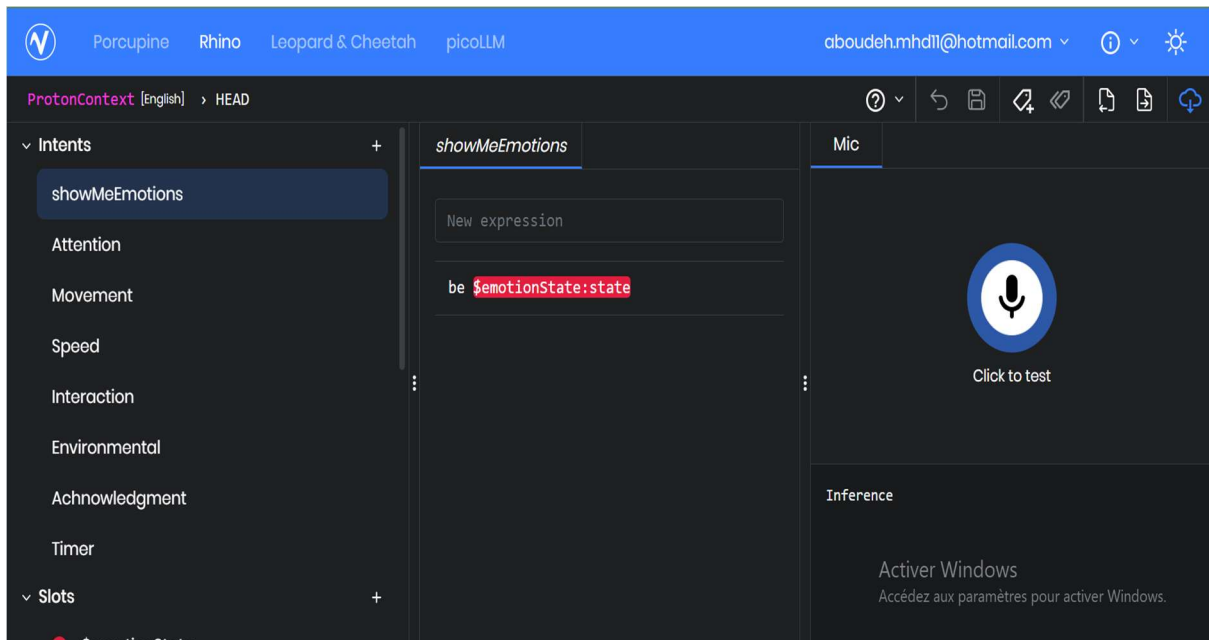 Porcupine Rhino Leopard & Cheetah picoLLM aboudeh.mhd11@hotmail.com
ProtonContext [English] › HEAD
Intents +
showMeEmotions
Attention
Movement
Speed
Interaction
Environmental
Achnowledgment
Timer
Slots +
showMeEmotions
New expression
be $emotionState:state
Mic
Click to test
Inference
Activer Windows
Accédez aux paramètres pour activer Windows.